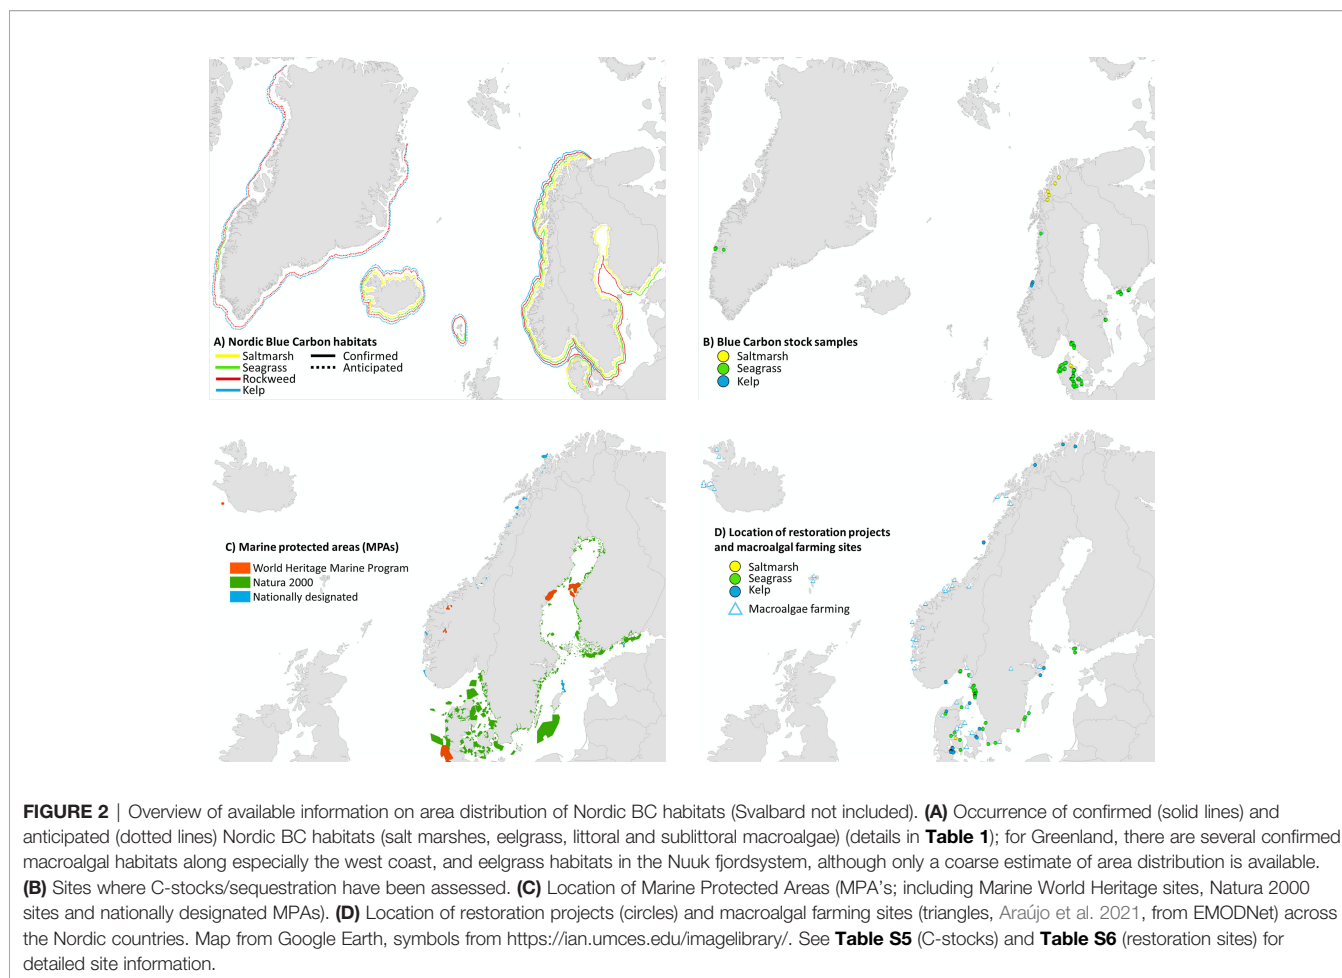 A) Nordic Blue Carbon habitats
Saltmarsh
Seagrass
Rockweed
Kelp
Confirmed
Anticipated
B) Blue Carbon stock samples
Saltmarsh
Seagrass
Kelp
C) Marine protected areas (MPAs)
World Heritage Marine Program
Natura 2000
Nationally designated
D) Location of restoration projects
and macroalgal farming sites
Saltmarsh
Seagrass
Kelp
Macroalgae farming
FIGURE 2 | Overview of available information on area distribution of Nordic BC habitats (Svalbard not included). (A) Occurrence of confirmed (solid lines) and
anticipated (dotted lines) Nordic BC habitats (salt marshes, eelgrass, littoral and sublittoral macroalgae) (details in Table 1); for Greenland, there are several confirmed
macroalgal habitats along especially the west coast, and eelgrass habitats in the Nuuk fjordsystem, although only a coarse estimate of area distribution is available.
(B) Sites where C-stocks/sequestration have been assessed. (C) Location of Marine Protected Areas (MPA's; including Marine World Heritage sites, Natura 2000
sites and nationally designated MPAs). (D) Location of restoration projects (circles) and macroalgal farming sites (triangles, Araújo et al. 2021, from EMODNet) across
the Nordic countries. Map from Google Earth, symbols from https://ian.umces.edu/imagelibrary/. See Table S5 (C-stocks) and Table S6 (restoration sites) for
detailed site information.